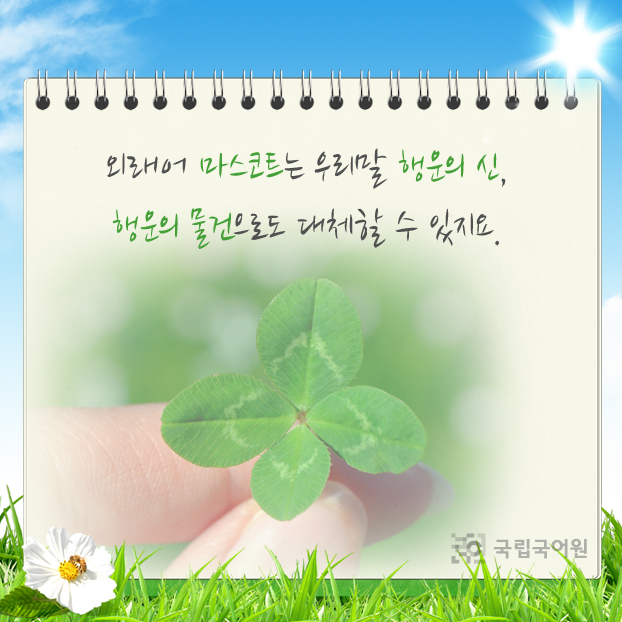 외래어 마스코트는 우리말 행운의 신,
행운의 물건으로도 대체할 수 있지요.
국립국어원